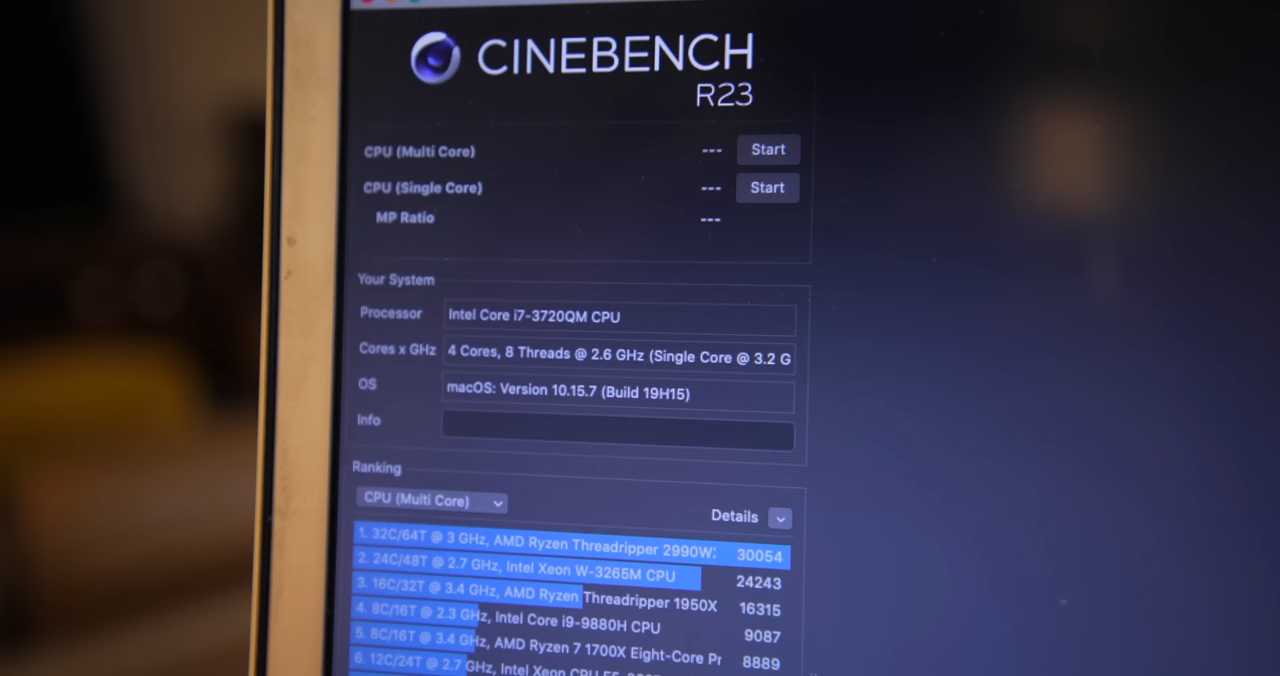 CINEBENCH
R23
CPU (Multi Core) --- Start
CPU (Single Core) --- Start
MP Ratio ---
Your System
Processor Intel Core i7-3720QM CPU
Cores x GHz 4 Cores, 8 Threads @ 2.6 GHz (Single Core @ 3.2 G
OS macOS: Version 10.15.7 (Build 19H15)
Info
Ranking
CPU (Multi Core) Details
1. 32C/64T @ 3 GHz, AMD Ryzen Threadripper 2990W 30054
2. 24C/48T @ 2.7 GHz, Intel Xeon W-3265M CPU 24243
3. 16C/32T @ 3.4 GHz, AMD Ryzen Threadripper 1950X 16315
4. 8C/16T @ 2.3 GHz, Intel Core i9-9880H CPU 9087
5. 8C/16T @ 3.4 GHz, AMD Ryzen 7 1700X Eight-Core Pr 8889
6. 12C/24T @ 2.7 GHz, Intel Xeon CPU